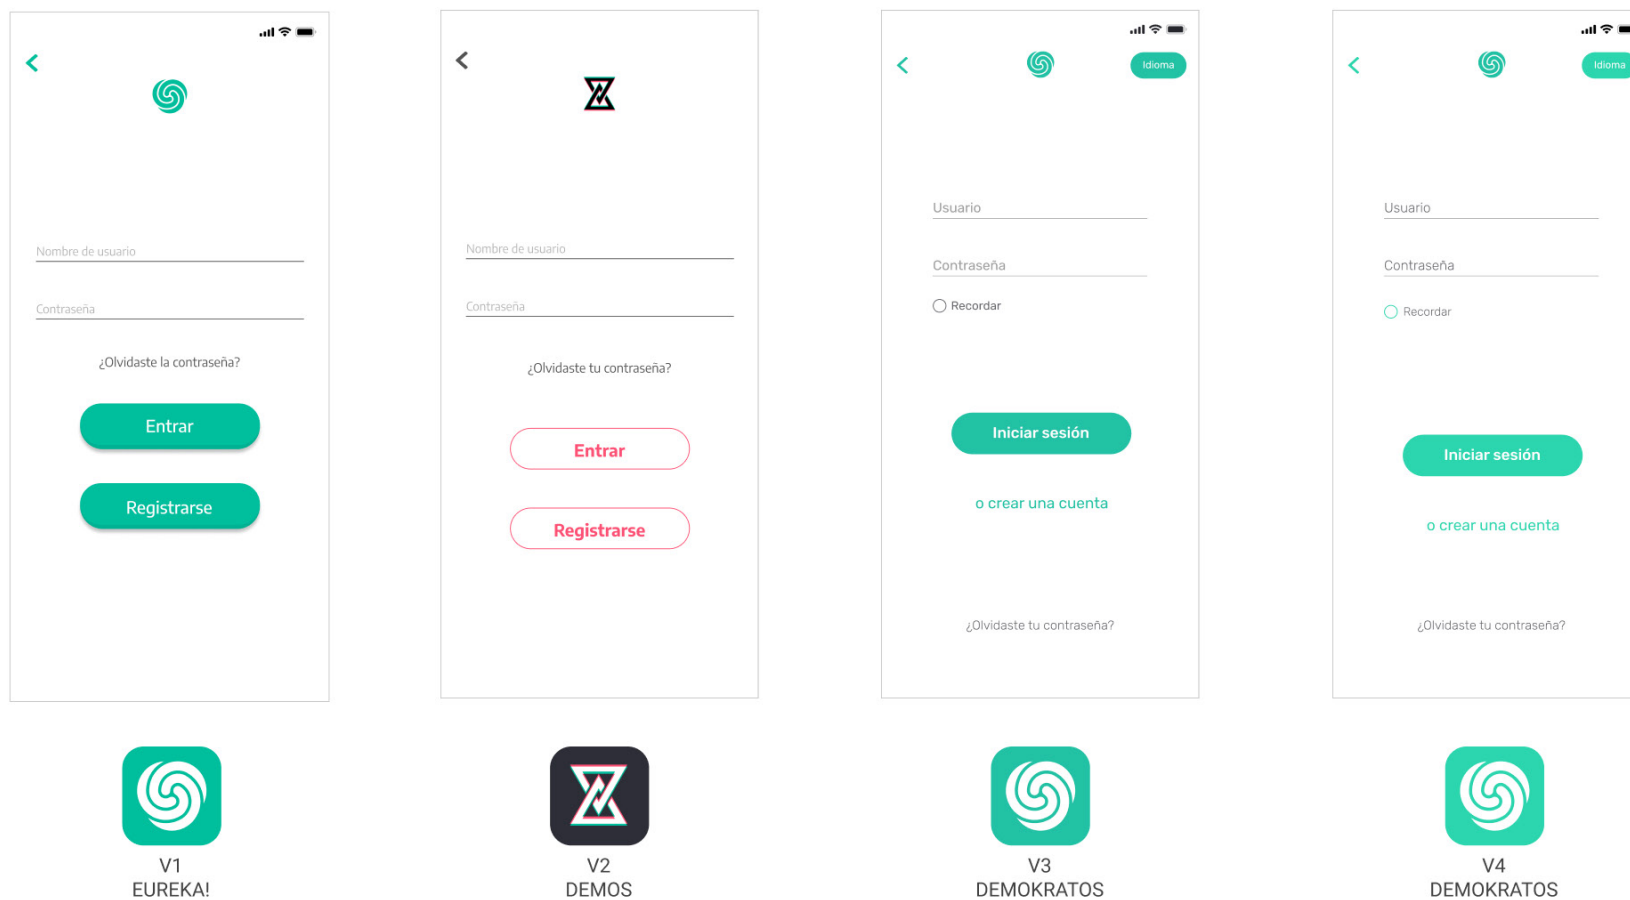 Nombre de usuario
Contraseña
¿Olvidaste la contraseña?
Entrar
Registrarse
V1
EUREKA!
Nombre de usuario
Contraseña
¿Olvidaste tu contraseña?
Entrar
Registrarse
V2
DEMOS
Idioma
Usuario
Contraseña
Recordar
Iniciar sesión
o crear una cuenta
¿Olvidaste tu contraseña?
V3
DEMOKRATOS
Idioma
Usuario
Contraseña
Recordar
Iniciar sesión
o crear una cuenta
¿Olvidaste tu contraseña?
V4
DEMOKRATOS